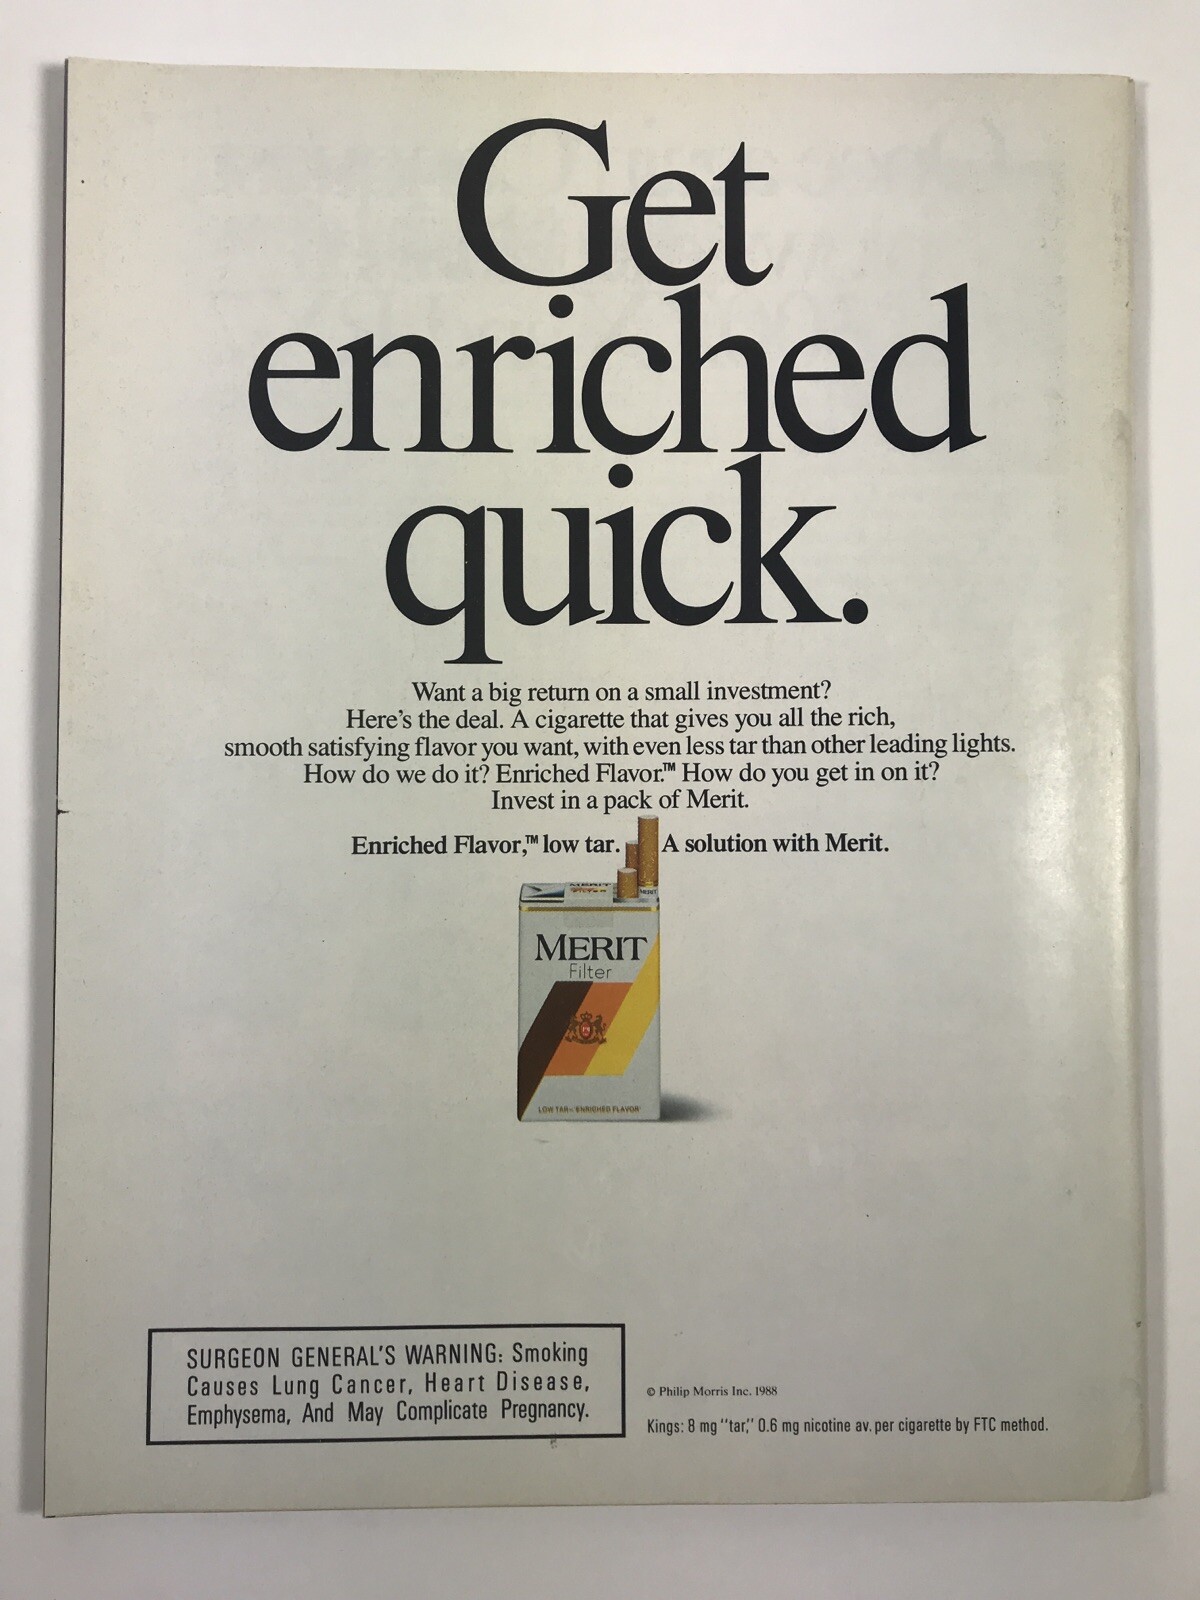 Get
enriched
quick.
Want a big return on a small investment?
Here's the deal. A cigarette that gives you all the rich,
smooth satisfying flavor you want, with even less tar than other leading lights.
How do we do it? Enriched Flavor.™ How do you get in on it?
Invest in a pack of Merit.
Enriched Flavor,™ low tar. A solution with Merit.
MERIT
MERIT
MERIT
Filter
LOW TAR–'ENRICHED FLAVOR'
SURGEON GENERAL'S WARNING: Smoking
Causes Lung Cancer, Heart Disease,
Emphysema, And May Complicate Pregnancy.
© Philip Morris Inc. 1988
Kings: 8 mg "tar," 0.6 mg nicotine av. per cigarette by FTC method.